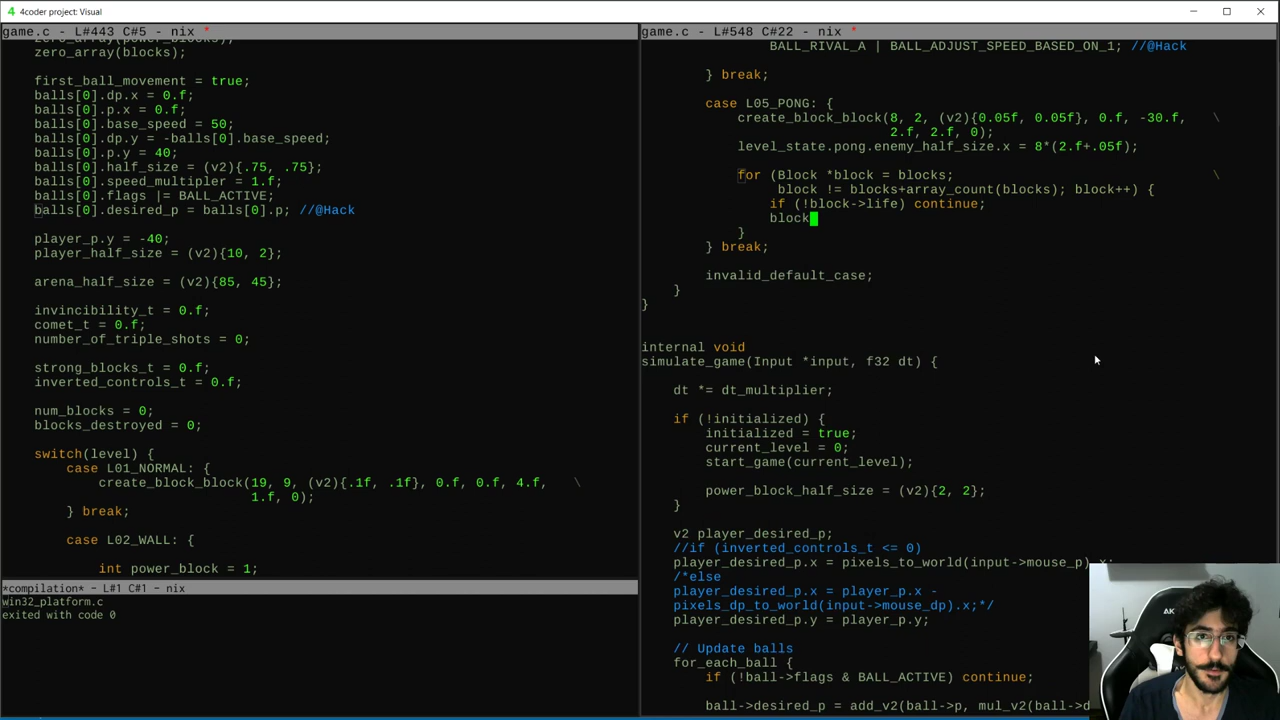 4 4coder project: Visual
game.c - L#443 C#5 - nix *
zero_array(power_blocks);
zero_array(blocks);
first_ball_movement = true;
balls[0].dp.x = 0.f;
balls[0].p.x = 0.f;
balls[0].base_speed = 50;
balls[0].dp.y = -balls[0].base_speed;
balls[0].p.y = 40;
balls[0].half_size = (v2){.75, .75};
balls[0].speed_multipler = 1.f;
balls[0].flags |= BALL_ACTIVE;
balls[0].desired_p = balls[0].p; //@Hack
player_p.y = -40;
player_half_size = (v2){10, 2};
arena_half_size = (v2){85, 45};
invincibility_t = 0.f;
comet_t = 0.f;
number_of_triple_shots = 0;
strong_blocks_t = 0.f;
inverted_controls_t = 0.f;
num_blocks = 0;
blocks_destroyed = 0;
switch(level) {
case L01_NORMAL: {
create_block_block(19, 9, (v2){.1f, .1f}, 0.f, 0.f, 4.f, \
1.f, 0);
} break;
case L02_WALL: {
int power_block = 1;
*compilation* - L#1 C#1 - nix
win32_platform.c
exited with code 0
game.c - L#548 C#22 - nix *
BALL_RIVAL_A | BALL_ADJUST_SPEED_BASED_ON_1; //@Hack
} break;
case L05_PONG: {
create_block_block(8, 2, (v2){0.05f, 0.05f}, 0.f, -30.f, \
2.f, 2.f, 0);
level_state.pong.enemy_half_size.x = 8*(2.f+.05f);
for (Block *block = blocks; \
block != blocks+array_count(blocks); block++) {
if (!block->life) continue;
block
}
} break;
invalid_default_case;
}
}
internal void
simulate_game(Input *input, f32 dt) {
dt *= dt_multiplier;
if (!initialized) {
initialized = true;
current_level = 0;
start_game(current_level);
power_block_half_size = (v2){2, 2};
}
v2 player_desired_p;
//if (inverted_controls_t <= 0)
player_desired_p.x = pixels_to_world(input->mouse_p).x;
/*else
player_desired_p.x = player_p.x -
pixels_dp_to_world(input->mouse_dp).x;*/
player_desired_p.y = player_p.y;
// Update balls
for_each_ball {
if (!ball->flags & BALL_ACTIVE) continue;
ball->desired_p = add_v2(ball->p, mul_v2(ball->d